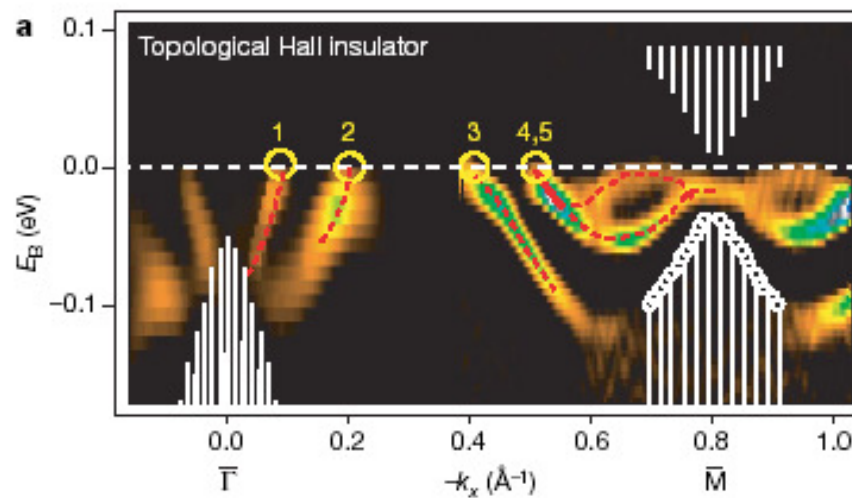 a
Topological Hall insulator
0.1
0.0
−0.1
E_B (eV)
1
2
3
4,5
0.0
0.2
0.4
0.6
0.8
1.0
Γ̅
−k_x (Å⁻¹)
M̅